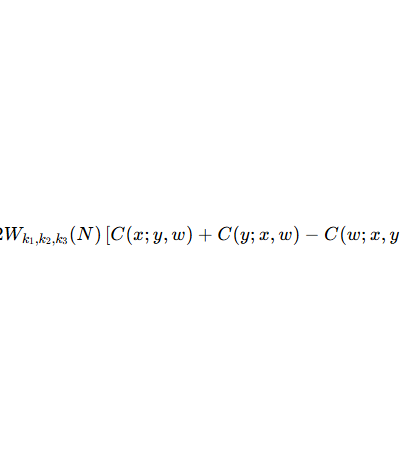 2W_{k_1,k_2,k_3}(N) [C(x; y, w) + C(y; x, w) − C(w; x, y